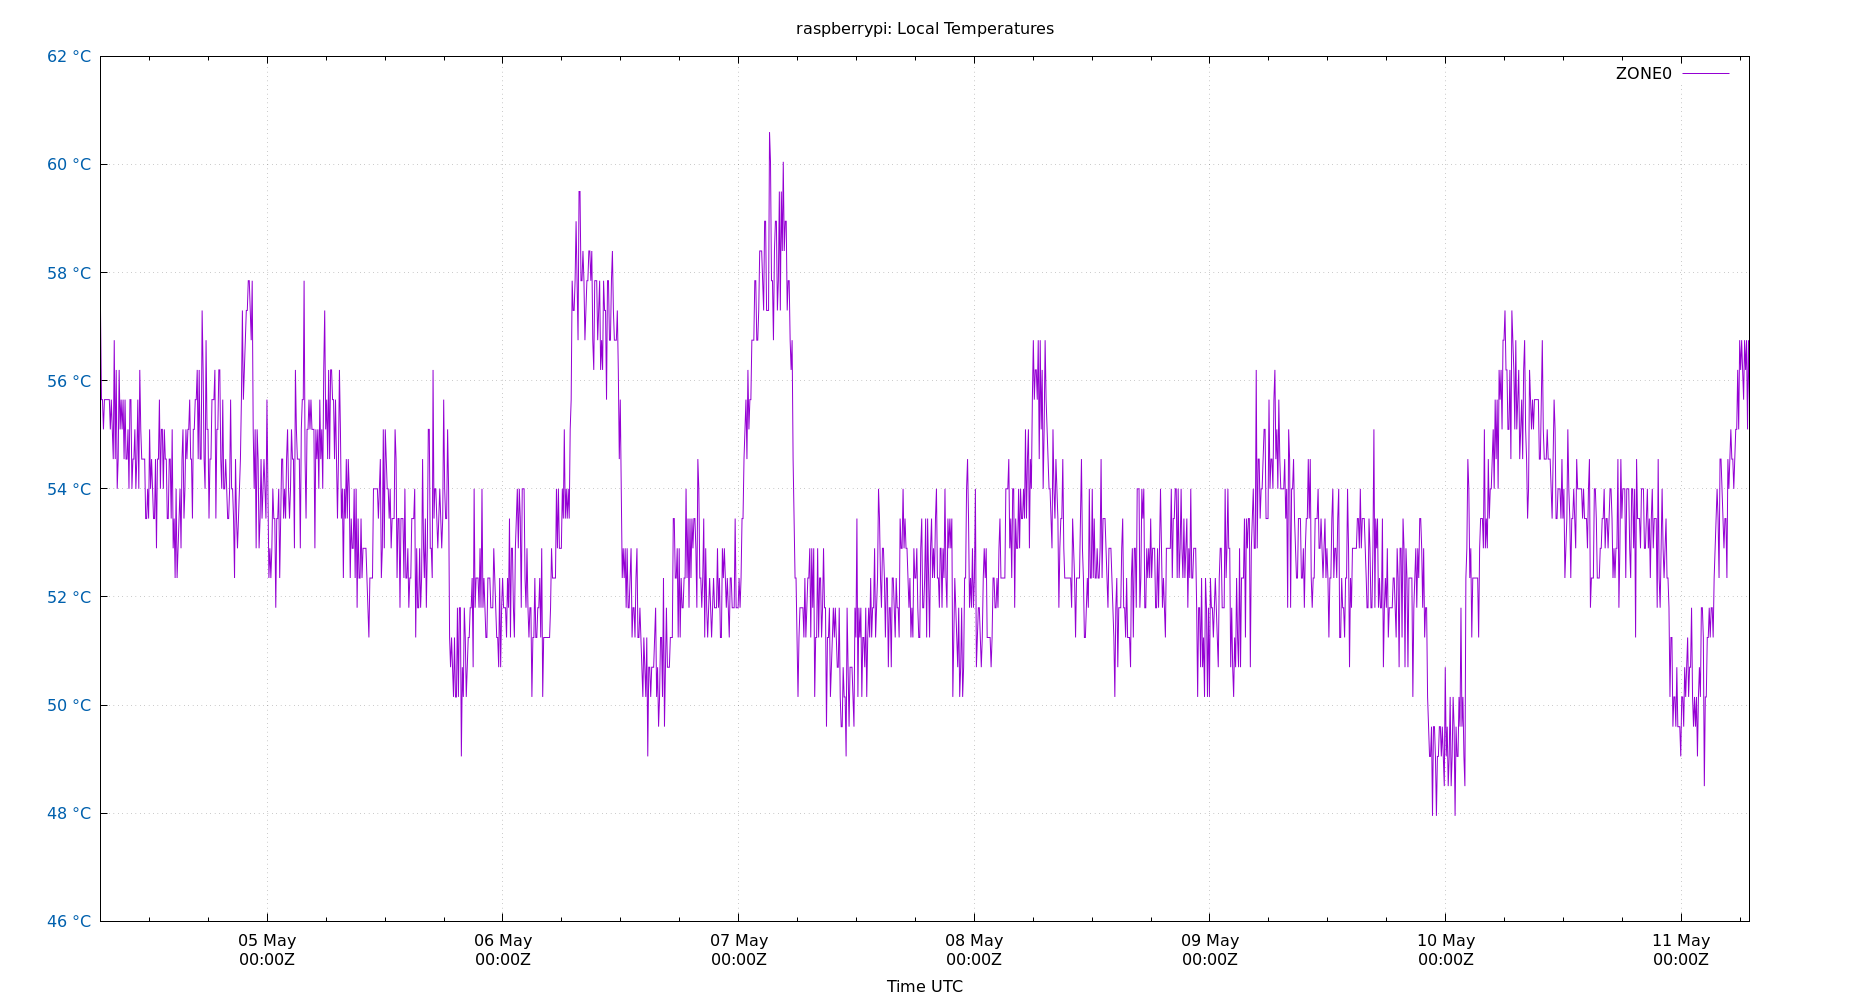 raspberrypi: Local Temperatures
62 °C
ZONE0
60 °C
58 °C
56 °C
54 °C
52 °C
50 °C
48 °C
46 °C
05 May 06 May 07 May 08 May 09 May 10 May 11 May
00:00Z 00:00Z 00:00Z 00:00Z 00:00Z 00:00Z 00:00Z
Time UTC